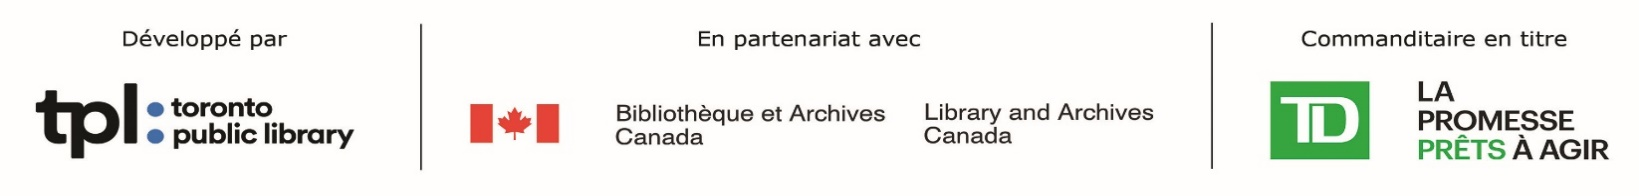 Développé par
tpl: toronto
public library
En partenariat avec
Bibliothèque et Archives
Canada
Library and Archives
Canada
Commanditaire en titre
TD
LA
PROMESSE
PRÊTS À AGIR